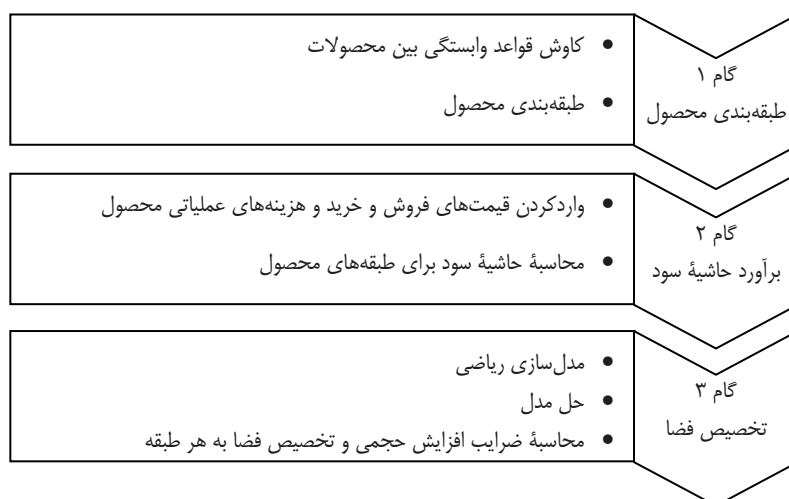 گام ۱
طبقه‌بندی محصول
• کاوش قواعد وابستگی بین محصولات
• طبقه‌بندی محصول
گام ۲
برآورد حاشیهٔ سود
• واردکردن قیمت‌های فروش و خرید و هزینه‌های عملیاتی محصول
• محاسبهٔ حاشیهٔ سود برای طبقه‌های محصول
گام ۳
تخصیص فضا
• مدل‌سازی ریاضی
• حل مدل
• محاسبهٔ ضرایب افزایش حجمی و تخصیص فضا به هر طبقه